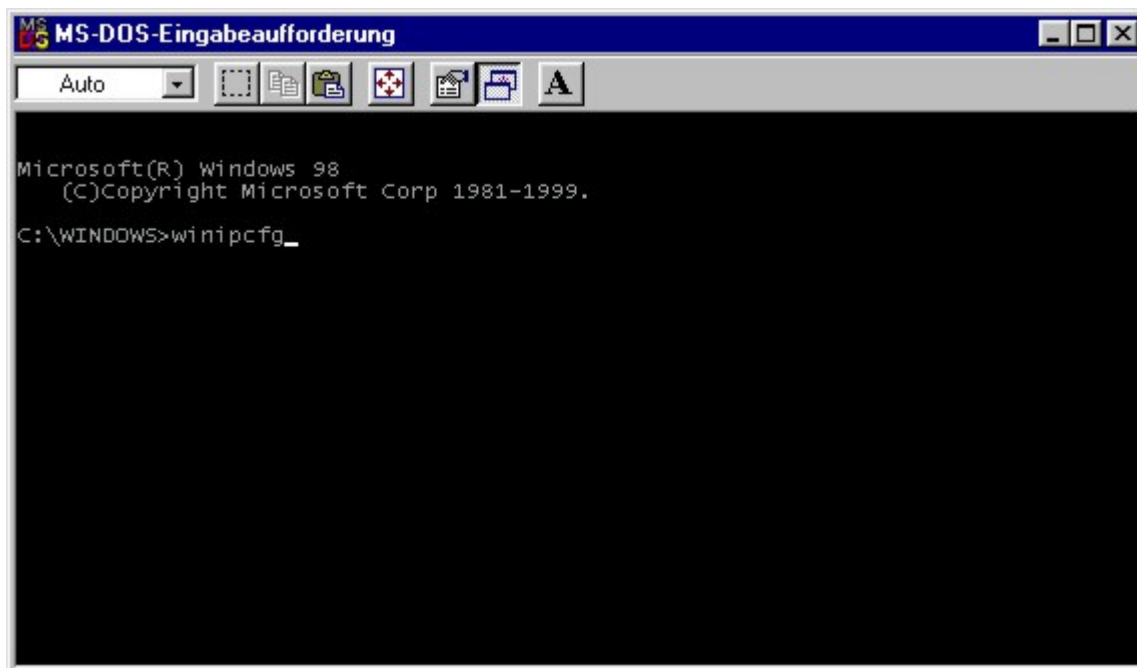 MS-DOS-Eingabeaufforderung
Auto
A
Microsoft(R) Windows 98
(C)Copyright Microsoft Corp 1981-1999.
C:\WINDOWS>winipcfg_